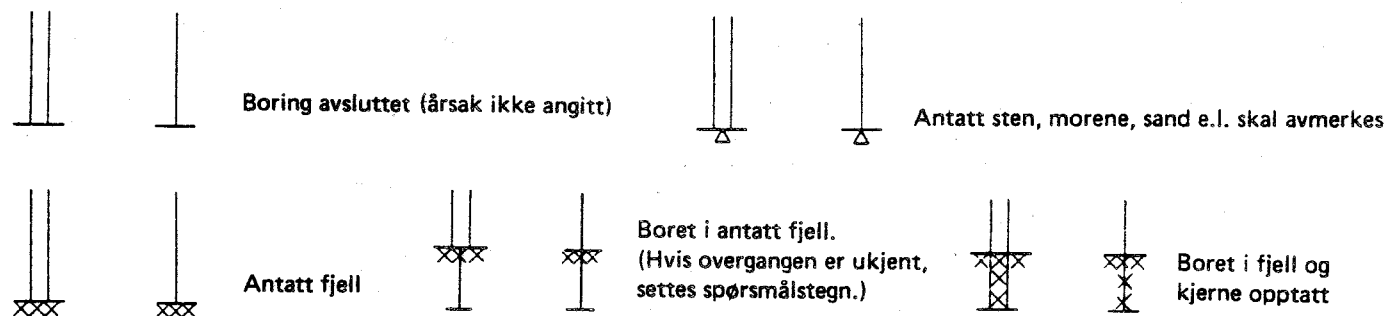 Boring avsluttet (årsak ikke angitt)
Antatt sten, morene, sand e.l. skal avmerkes
Antatt fjell
Boret i antatt fjell.
(Hvis overgangen er ukjent,
settes spørsmålstegn.)
Boret i fjell og
kjerne opptatt